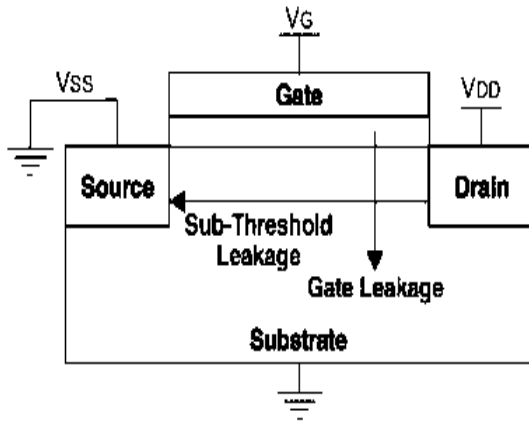 VG
VSS
Gate
VDD
Source
Drain
Sub-Threshold
Leakage
Gate Leakage
Substrate